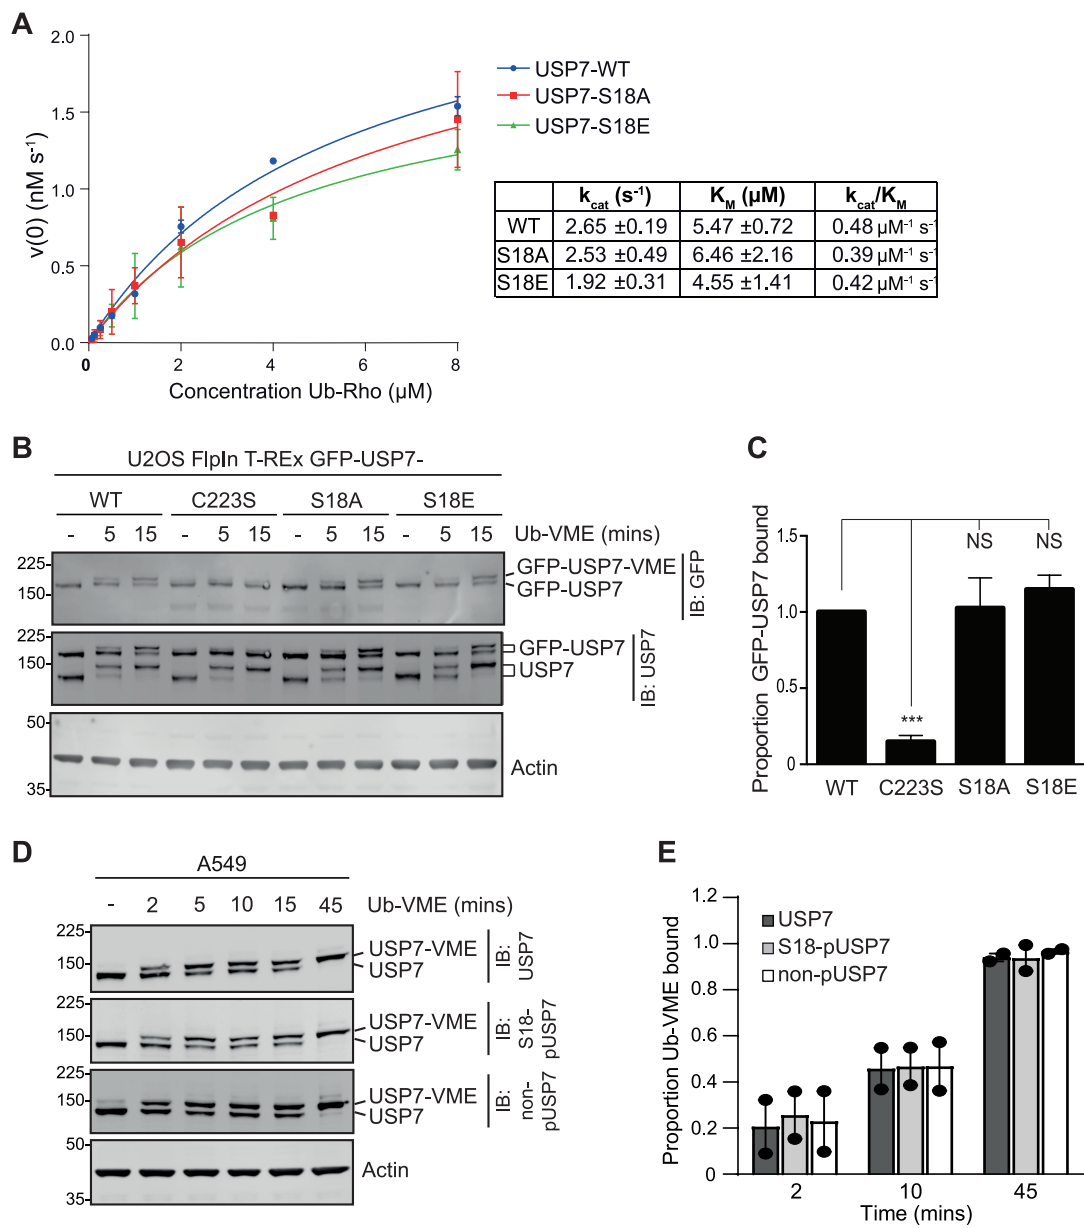 A
2.0
1.5
1.0
0.5
0.0
0
2
4
6
8
v(0) (nM s⁻¹)
Concentration Ub-Rho (µM)
USP7-WT
USP7-S18A
USP7-S18E
k_cat (s⁻¹) K_M (µM) k_cat/K_M
WT 2.65 ±0.19 5.47 ±0.72 0.48 µM⁻¹ s⁻¹
S18A 2.53 ±0.49 6.46 ±2.16 0.39 µM⁻¹ s⁻¹
S18E 1.92 ±0.31 4.55 ±1.41 0.42 µM⁻¹ s⁻¹
B
U2OS FlpIn T-REx GFP-USP7-
WT C223S S18A S18E
- 5 15 - 5 15 - 5 15 - 5 15 Ub-VME (mins)
225
150
GFP-USP7-VME
GFP-USP7
IB: GFP
225
150
GFP-USP7
USP7
IB: USP7
50
35
Actin
C
Proportion GFP-USP7 bound
1.5
1.0
0.5
0
NS
NS
***
WT C223S S18A S18E
D
A549
- 2 5 10 15 45 Ub-VME (mins)
225
150
USP7-VME
USP7
IB:
USP7
225
150
USP7-VME
USP7
IB:
S18-
pUSP7
225
150
USP7-VME
USP7
IB:
non-
pUSP7
50
35
Actin
E
Proportion Ub-VME bound
1.2
1
0.8
0.6
0.4
0.2
0
USP7
S18-pUSP7
non-pUSP7
2 10 45
Time (mins)